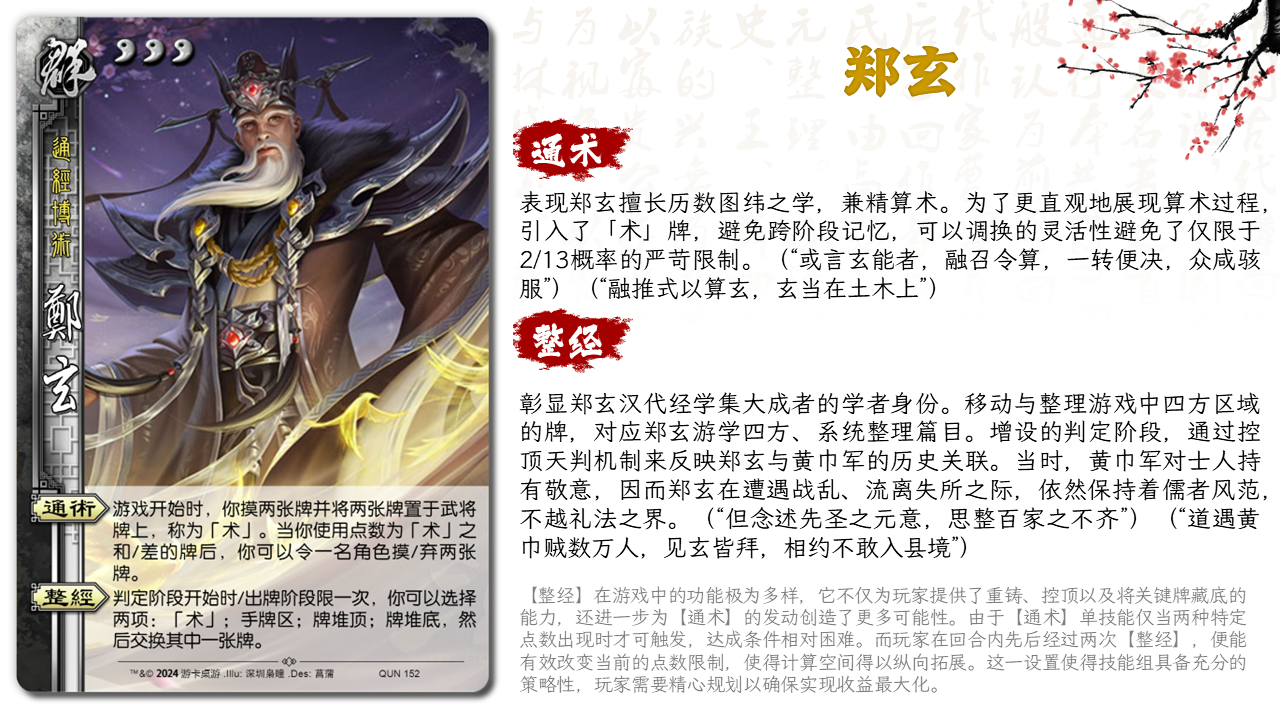 群
通經博術
鄭玄
通術
游戏开始时，你摸两张牌并将两张牌置于武将
牌上，称为「术」。当你使用点数为「术」之
和/差的牌后，你可以令一名角色摸/弃两张
牌。
整經
判定阶段开始时/出牌阶段限一次，你可以选择
两项：「术」；手牌区；牌堆顶；牌堆底，然
后交换其中一张牌。
™&© 2024 游卡桌游 .Illu: 深圳枭瞳 .Des: 菖蒲 QUN 152
郑玄
通术
表现郑玄擅长历数图纬之学，兼精算术。为了更直观地展现算术过程，
引入了「术」牌，避免跨阶段记忆，可以调换的灵活性避免了仅限于
2/13概率的严苛限制。（“或言玄能者，融召令算，一转便决，众咸骇
服”）（“融推式以算玄，玄当在土木上”）
整经
彰显郑玄汉代经学集大成者的学者身份。移动与整理游戏中四方区域
的牌，对应郑玄游学四方、系统整理篇目。增设的判定阶段，通过控
顶天判机制来反映郑玄与黄巾军的历史关联。当时，黄巾军对士人持
有敬意，因而郑玄在遭遇战乱、流离失所之际，依然保持着儒者风范，
不越礼法之界。（“但念述先圣之元意，思整百家之不齐”）（“道遇黄
巾贼数万人，见玄皆拜，相约不敢入县境”）
【整经】在游戏中的功能极为多样，它不仅为玩家提供了重铸、控顶以及将关键牌藏底的
能力，还进一步为【通术】的发动创造了更多可能性。由于【通术】单技能仅当两种特定
点数出现时才可触发，达成条件相对困难。而玩家在回合内先后经过两次【整经】，便能
有效改变当前的点数限制，使得计算空间得以纵向拓展。这一设置使得技能组具备充分的
策略性，玩家需要精心规划以确保实现收益最大化。